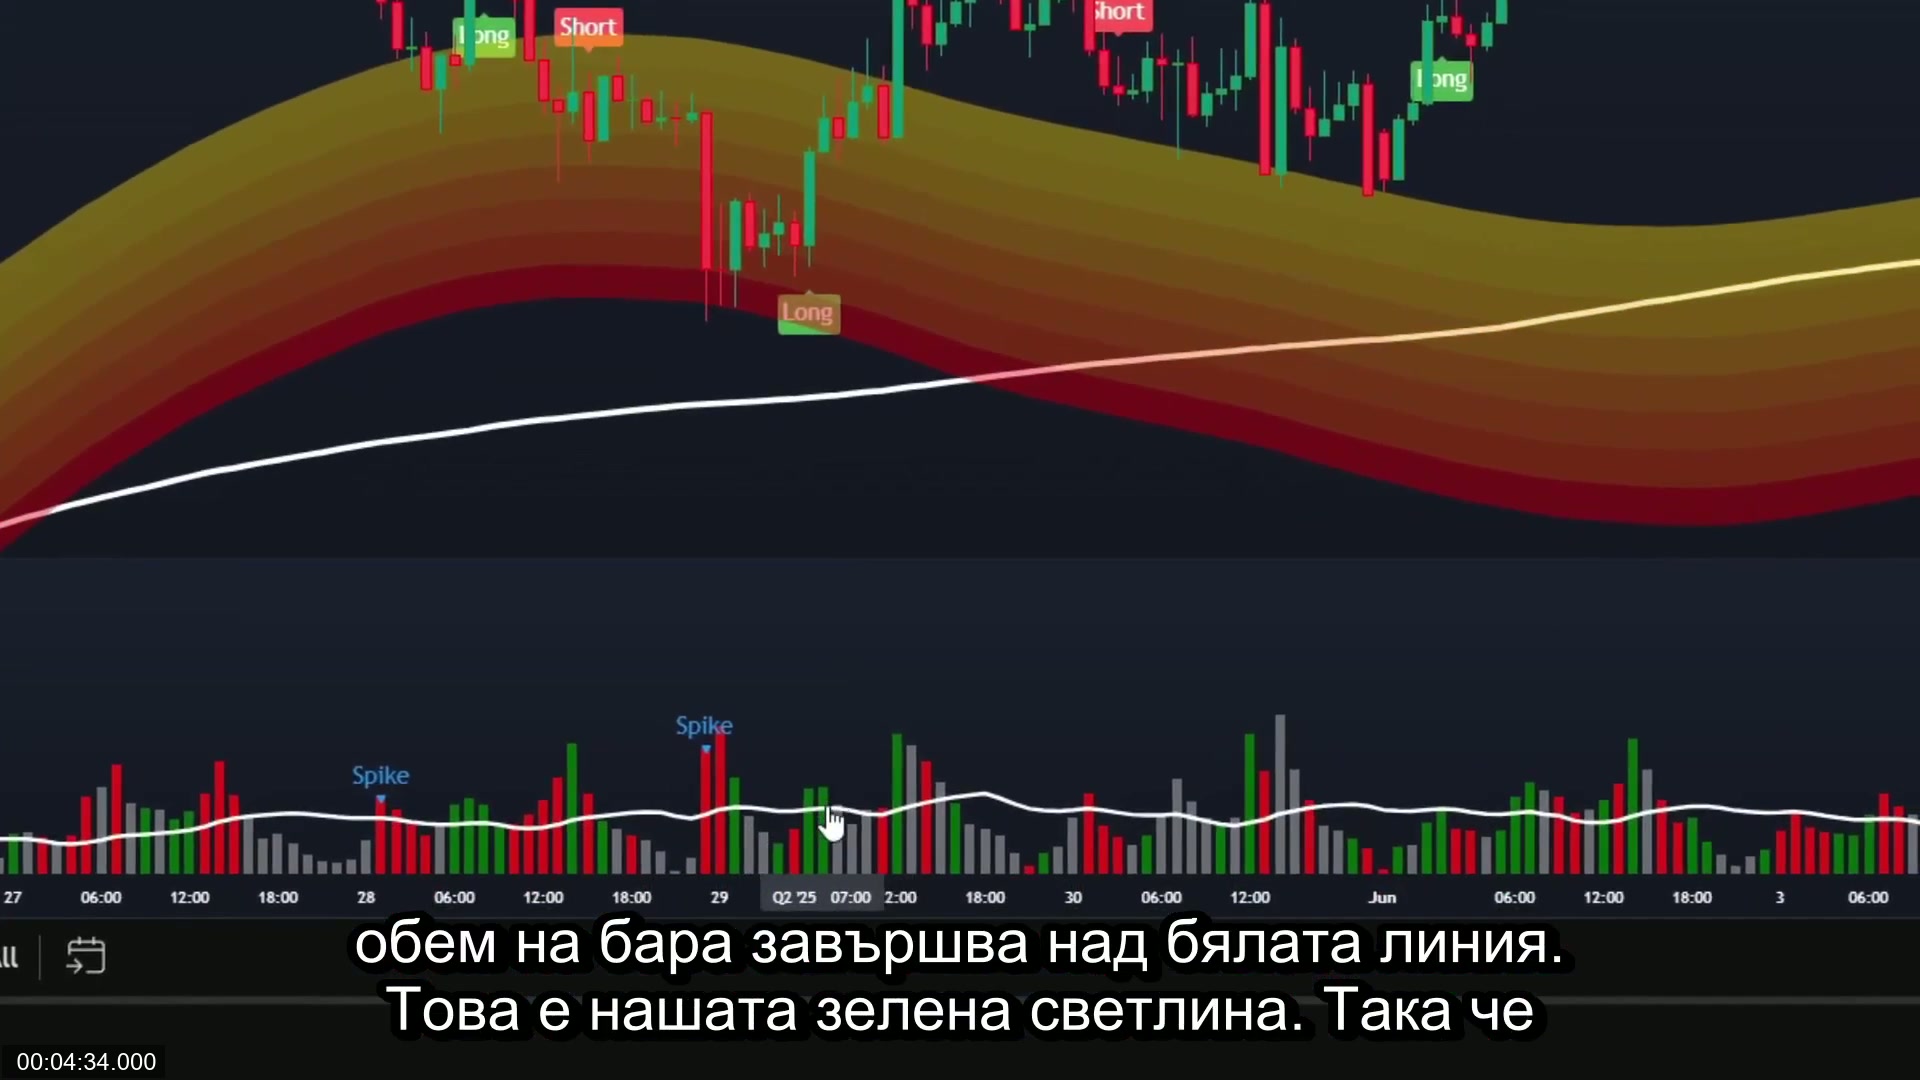 Long
Short
Short
Long
Long
Spike
Spike
27 06:00 12:00 18:00 28 06:00 12:00 18:00 29 Q2 '25 07:00 2:00 18:00 30 06:00 12:00 Jun 06:00 12:00 18:00 3 06:00
обем на бара завършва над бялата линия.
Това е нашата зелена светлина. Така че
00:04:34.000